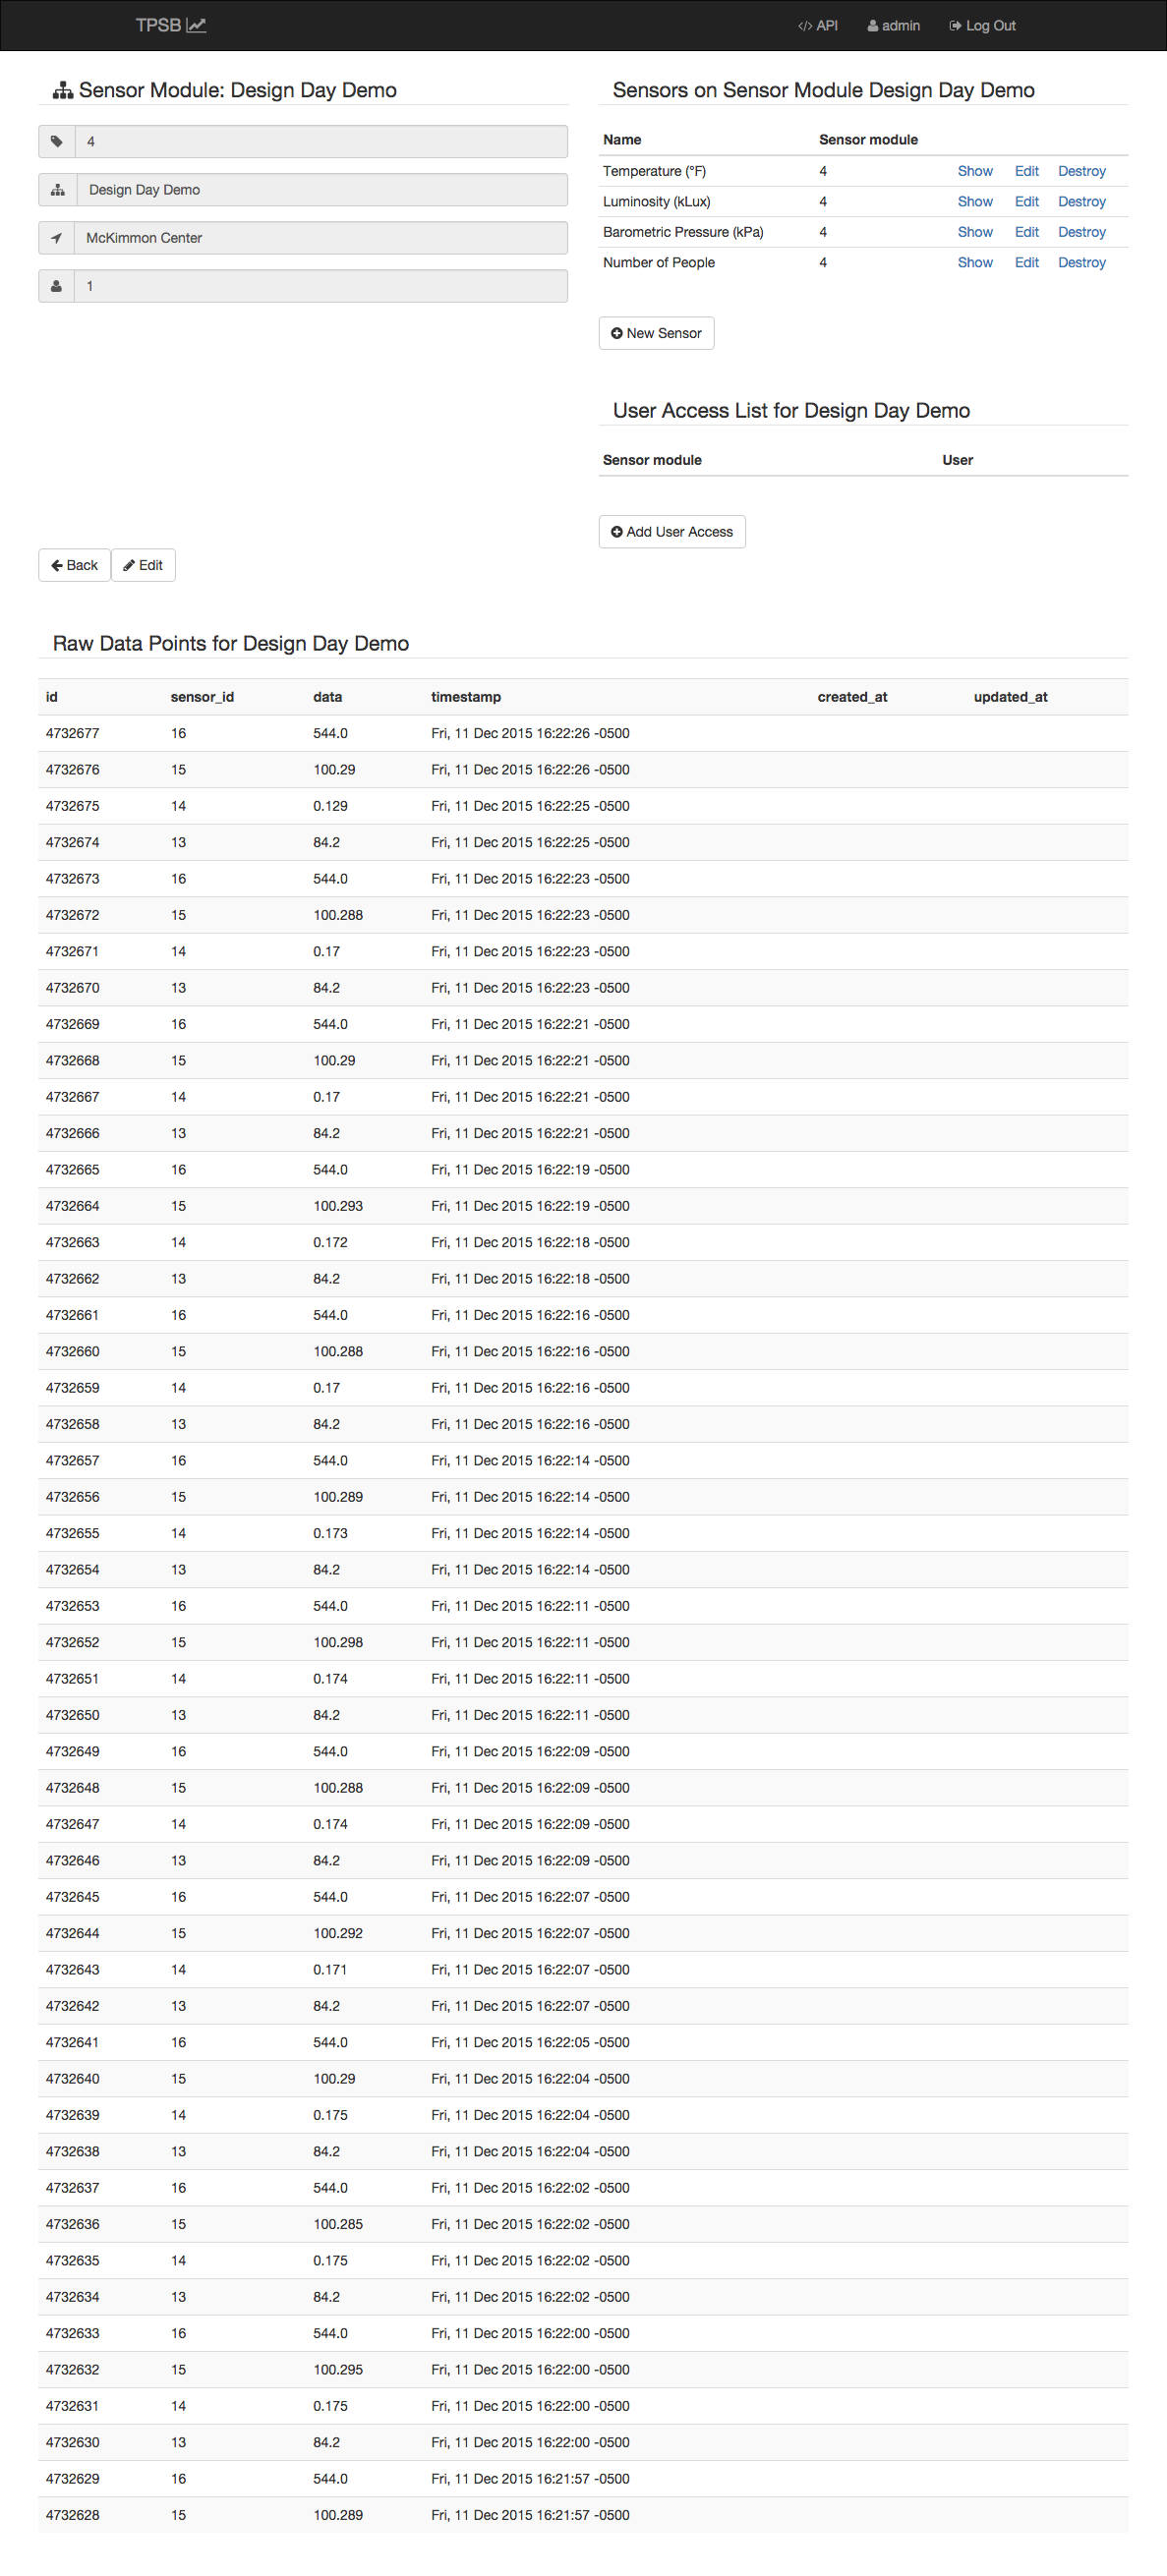 TPSB
API admin Log Out
Sensor Module: Design Day Demo
4
Design Day Demo
McKimmon Center
1
Back Edit
Sensors on Sensor Module Design Day Demo
Name Sensor module
Temperature (°F) 4 Show Edit Destroy
Luminosity (kLux) 4 Show Edit Destroy
Barometric Pressure (kPa) 4 Show Edit Destroy
Number of People 4 Show Edit Destroy
New Sensor
User Access List for Design Day Demo
Sensor module User
Add User Access
Raw Data Points for Design Day Demo
id sensor_id data timestamp created_at updated_at
4732677 16 544.0 Fri, 11 Dec 2015 16:22:26 -0500
4732676 15 100.29 Fri, 11 Dec 2015 16:22:26 -0500
4732675 14 0.129 Fri, 11 Dec 2015 16:22:25 -0500
4732674 13 84.2 Fri, 11 Dec 2015 16:22:25 -0500
4732673 16 544.0 Fri, 11 Dec 2015 16:22:23 -0500
4732672 15 100.288 Fri, 11 Dec 2015 16:22:23 -0500
4732671 14 0.17 Fri, 11 Dec 2015 16:22:23 -0500
4732670 13 84.2 Fri, 11 Dec 2015 16:22:23 -0500
4732669 16 544.0 Fri, 11 Dec 2015 16:22:21 -0500
4732668 15 100.29 Fri, 11 Dec 2015 16:22:21 -0500
4732667 14 0.17 Fri, 11 Dec 2015 16:22:21 -0500
4732666 13 84.2 Fri, 11 Dec 2015 16:22:21 -0500
4732665 16 544.0 Fri, 11 Dec 2015 16:22:19 -0500
4732664 15 100.293 Fri, 11 Dec 2015 16:22:19 -0500
4732663 14 0.172 Fri, 11 Dec 2015 16:22:18 -0500
4732662 13 84.2 Fri, 11 Dec 2015 16:22:18 -0500
4732661 16 544.0 Fri, 11 Dec 2015 16:22:16 -0500
4732660 15 100.288 Fri, 11 Dec 2015 16:22:16 -0500
4732659 14 0.17 Fri, 11 Dec 2015 16:22:16 -0500
4732658 13 84.2 Fri, 11 Dec 2015 16:22:16 -0500
4732657 16 544.0 Fri, 11 Dec 2015 16:22:14 -0500
4732656 15 100.289 Fri, 11 Dec 2015 16:22:14 -0500
4732655 14 0.173 Fri, 11 Dec 2015 16:22:14 -0500
4732654 13 84.2 Fri, 11 Dec 2015 16:22:14 -0500
4732653 16 544.0 Fri, 11 Dec 2015 16:22:11 -0500
4732652 15 100.298 Fri, 11 Dec 2015 16:22:11 -0500
4732651 14 0.174 Fri, 11 Dec 2015 16:22:11 -0500
4732650 13 84.2 Fri, 11 Dec 2015 16:22:11 -0500
4732649 16 544.0 Fri, 11 Dec 2015 16:22:09 -0500
4732648 15 100.288 Fri, 11 Dec 2015 16:22:09 -0500
4732647 14 0.174 Fri, 11 Dec 2015 16:22:09 -0500
4732646 13 84.2 Fri, 11 Dec 2015 16:22:09 -0500
4732645 16 544.0 Fri, 11 Dec 2015 16:22:07 -0500
4732644 15 100.292 Fri, 11 Dec 2015 16:22:07 -0500
4732643 14 0.171 Fri, 11 Dec 2015 16:22:07 -0500
4732642 13 84.2 Fri, 11 Dec 2015 16:22:07 -0500
4732641 16 544.0 Fri, 11 Dec 2015 16:22:05 -0500
4732640 15 100.29 Fri, 11 Dec 2015 16:22:04 -0500
4732639 14 0.175 Fri, 11 Dec 2015 16:22:04 -0500
4732638 13 84.2 Fri, 11 Dec 2015 16:22:04 -0500
4732637 16 544.0 Fri, 11 Dec 2015 16:22:02 -0500
4732636 15 100.285 Fri, 11 Dec 2015 16:22:02 -0500
4732635 14 0.175 Fri, 11 Dec 2015 16:22:02 -0500
4732634 13 84.2 Fri, 11 Dec 2015 16:22:02 -0500
4732633 16 544.0 Fri, 11 Dec 2015 16:22:00 -0500
4732632 15 100.295 Fri, 11 Dec 2015 16:22:00 -0500
4732631 14 0.175 Fri, 11 Dec 2015 16:22:00 -0500
4732630 13 84.2 Fri, 11 Dec 2015 16:22:00 -0500
4732629 16 544.0 Fri, 11 Dec 2015 16:21:57 -0500
4732628 15 100.289 Fri, 11 Dec 2015 16:21:57 -0500